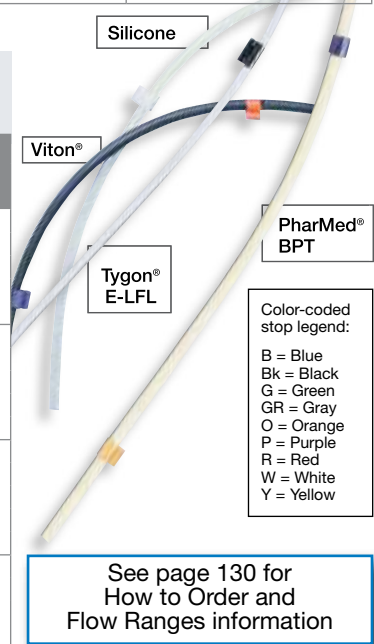 Silicone
Viton®
PharMed®
BPT
Tygon®
E-LFL
Color-coded
stop legend:
B = Blue
Bk = Black
G = Green
GR = Gray
O = Orange
P = Purple
R = Red
W = White
Y = Yellow
See page 130 for
How to Order and
Flow Ranges information